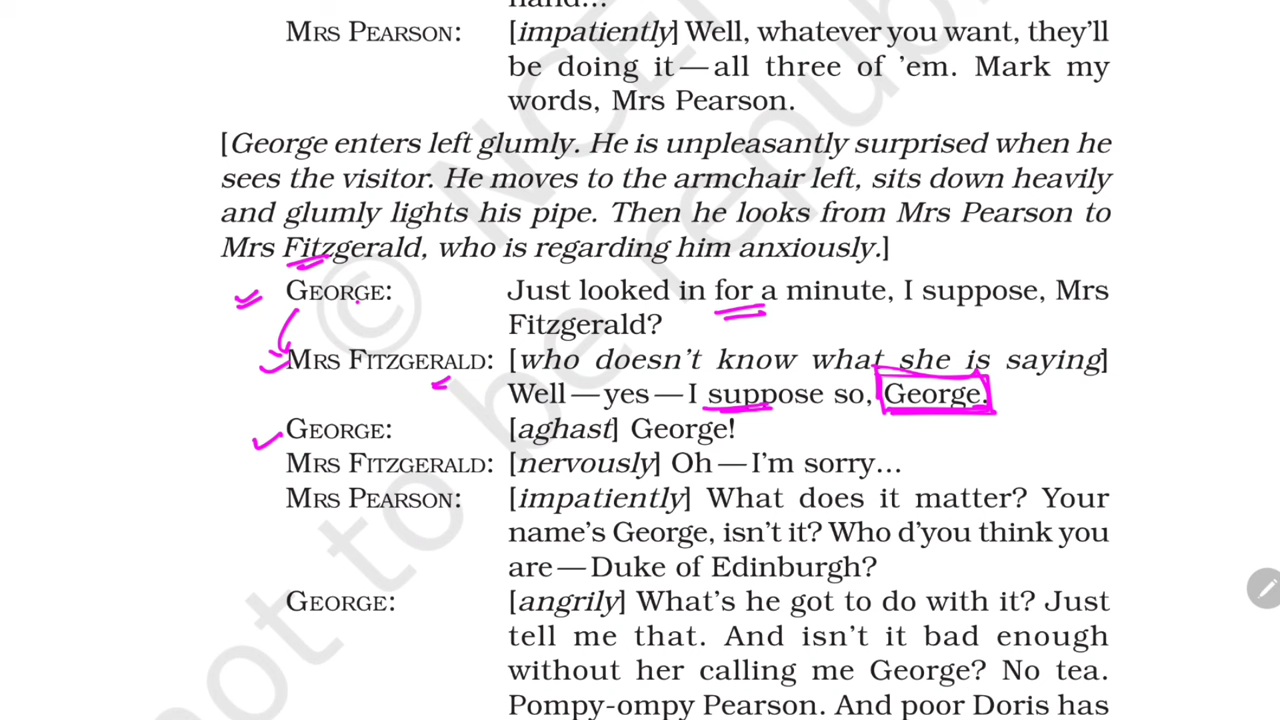 hand...
MRS PEARSON: [impatiently] Well, whatever you want, they'll
be doing it — all three of 'em. Mark my
words, Mrs Pearson.
[George enters left glumly. He is unpleasantly surprised when he
sees the visitor. He moves to the armchair left, sits down heavily
and glumly lights his pipe. Then he looks from Mrs Pearson to
Mrs Fitzgerald, who is regarding him anxiously.]
GEORGE: Just looked in for a minute, I suppose, Mrs
Fitzgerald?
MRS FITZGERALD: [who doesn't know what she is saying]
Well — yes — I suppose so, George.
GEORGE: [aghast] George!
MRS FITZGERALD: [nervously] Oh — I'm sorry...
MRS PEARSON: [impatiently] What does it matter? Your
name's George, isn't it? Who d'you think you
are — Duke of Edinburgh?
GEORGE: [angrily] What's he got to do with it? Just
tell me that. And isn't it bad enough
without her calling me George? No tea.
Pompy-ompy Pearson. And poor Doris has